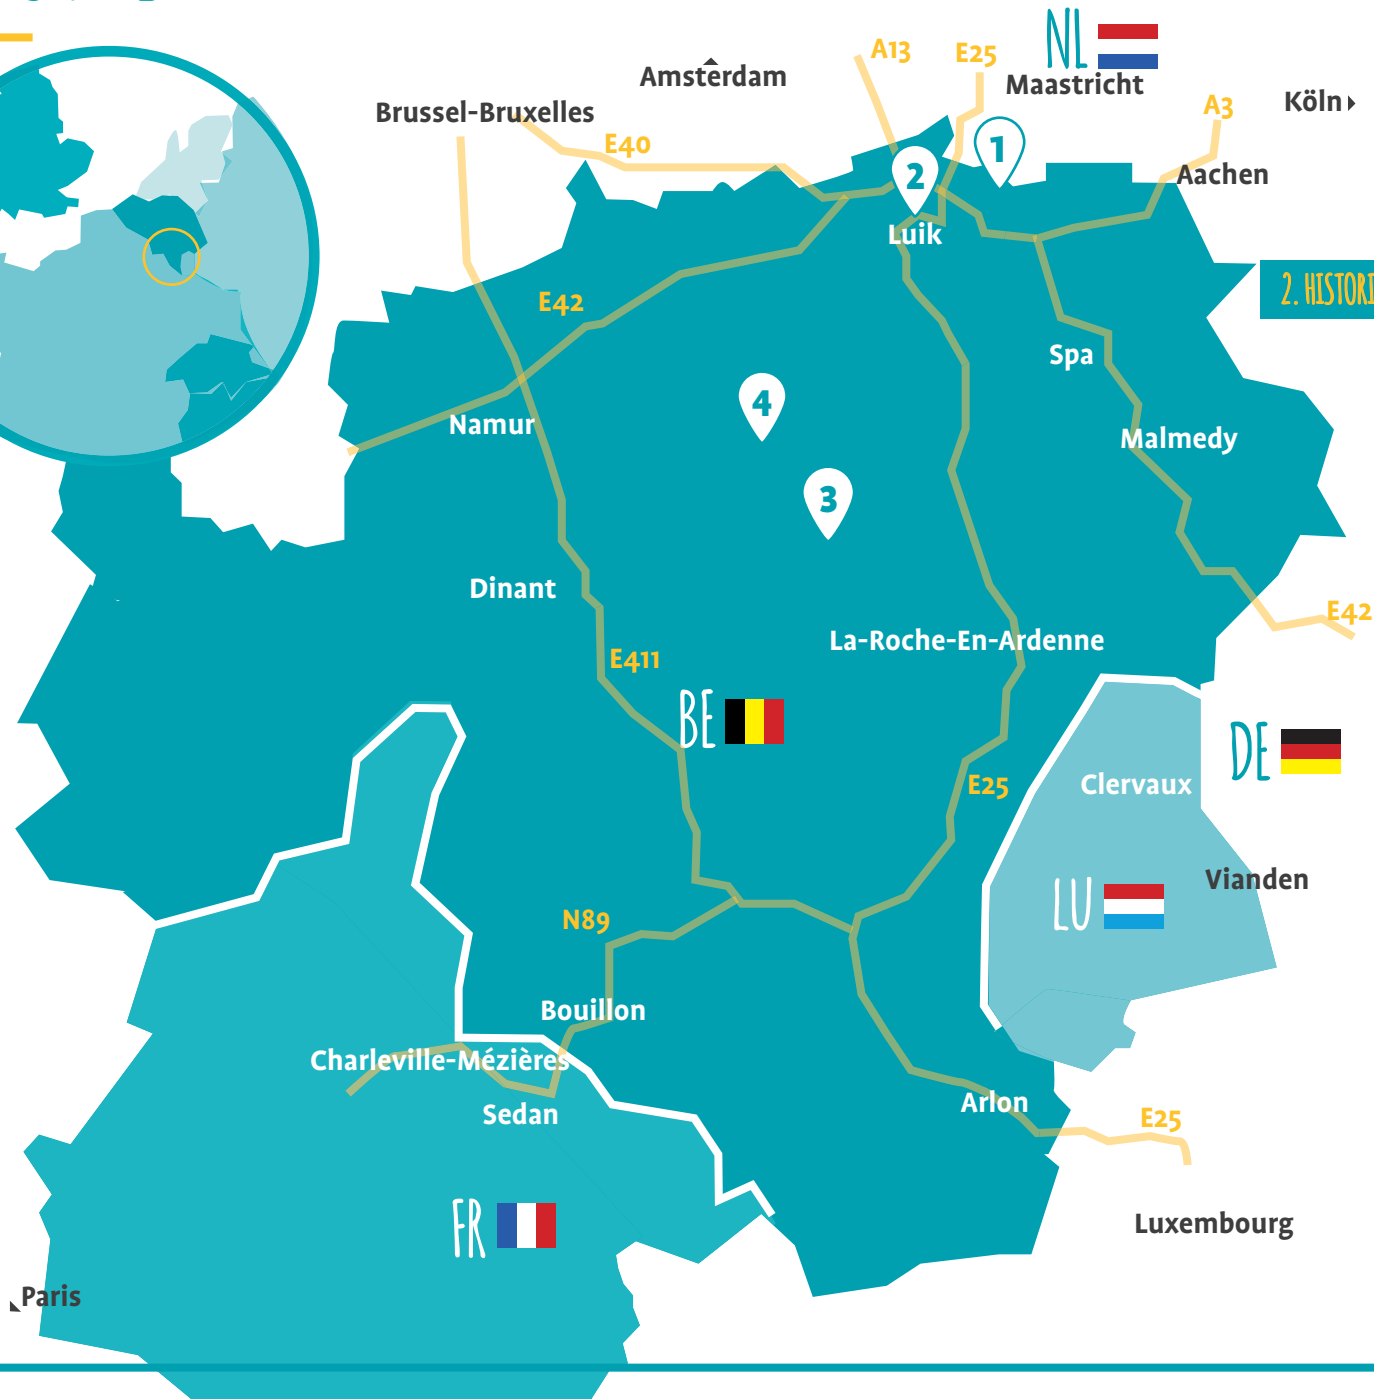 NL
A13
E25
Amsterdam
Maastricht
Köln
A3
Brussel-Bruxelles
E40
1
2
Aachen
Luik
2. HISTORI
E42
Spa
4
Namur
Malmedy
3
Dinant
E42
La-Roche-En-Ardenne
E411
BE
DE
E25
Clervaux
Vianden
LU
N89
Bouillon
Charleville-Mézières
Arlon
Sedan
E25
FR
Luxembourg
Paris